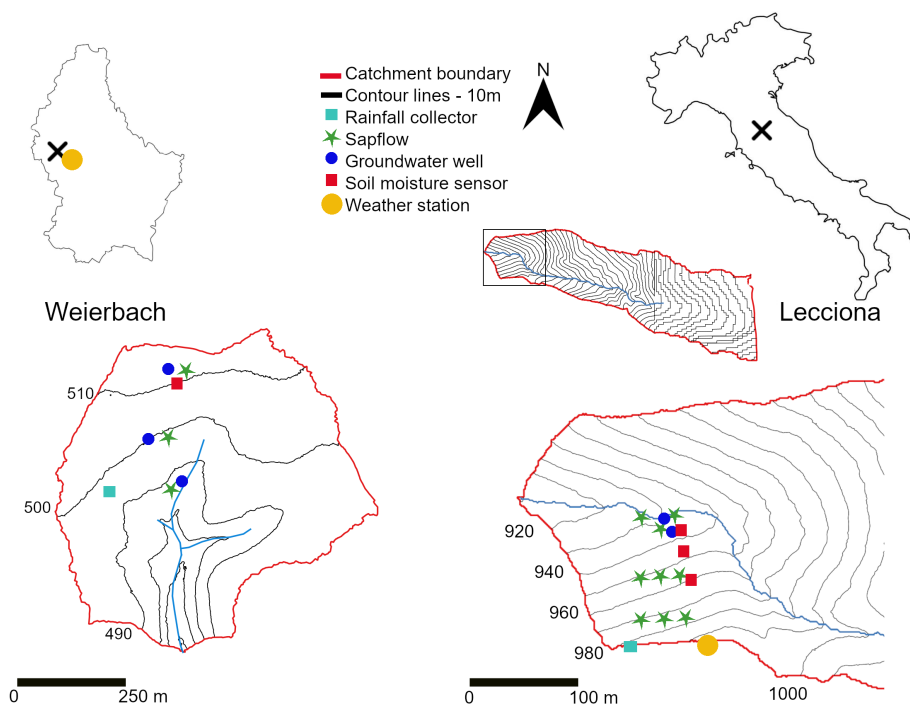 N
Catchment boundary
Contour lines - 10m
Rainfall collector
Sapflow
Groundwater well
Soil moisture sensor
Weather station
Weierbach
Lecciona
510
500
490
0
250 m
920
940
960
980
1000
0
100 m